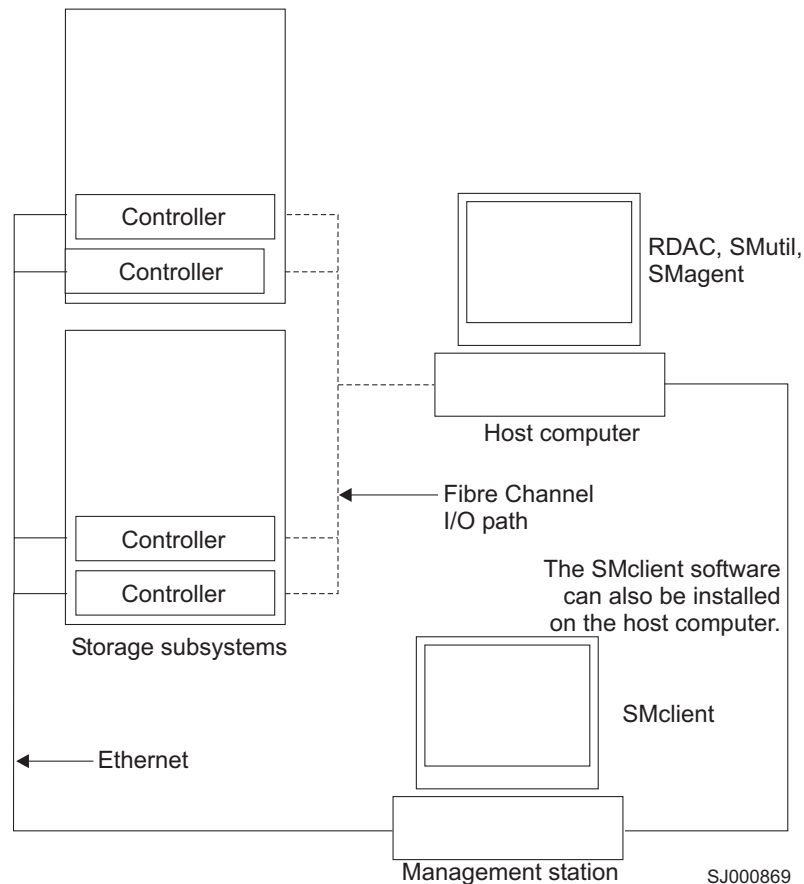 Controller
Controller
RDAC, SMutil,
SMagent
Host computer
Fibre Channel
I/O path
Controller
Controller
Storage subsystems
The SMclient software
can also be installed
on the host computer.
SMclient
Ethernet
Management station
SJ000869